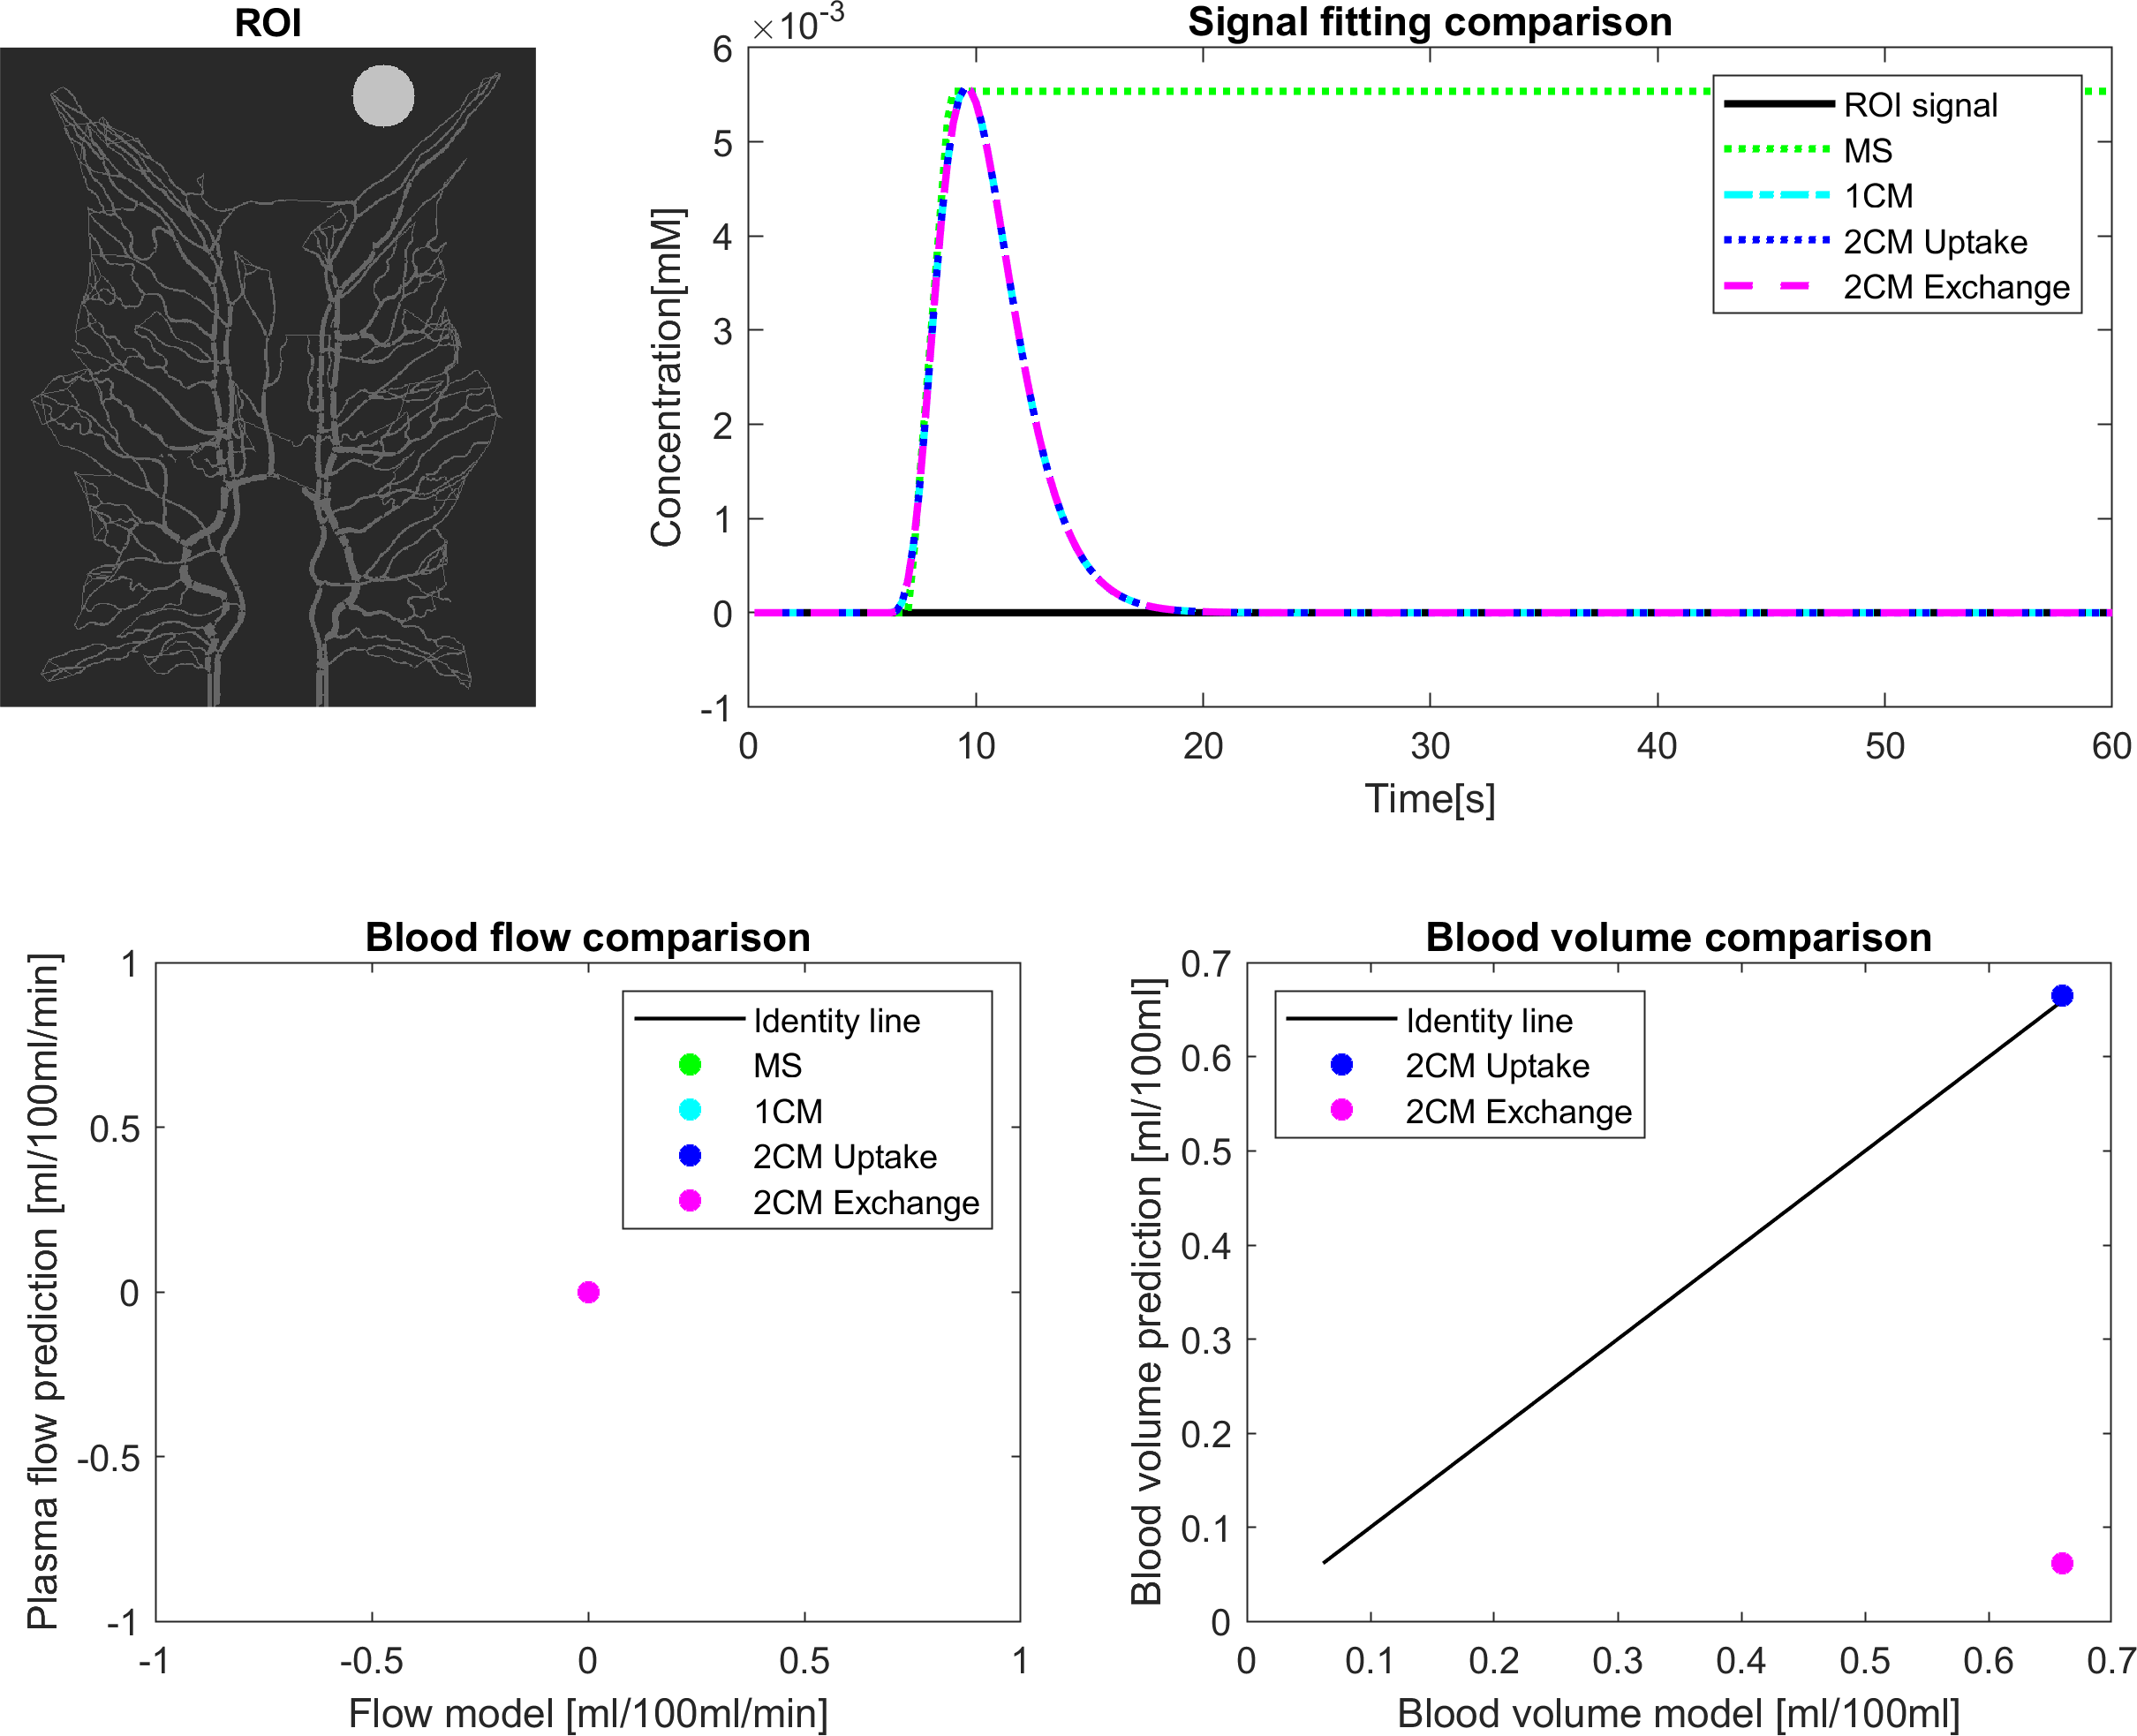 ROI
Signal fitting comparison
×10-3
6
5
4
3
2
1
0
-1
Concentration[mM]
0 10 20 30 40 50 60
Time[s]
ROI signal
MS
1CM
2CM Uptake
2CM Exchange
Blood flow comparison
1
0.5
0
-0.5
-1
Plasma flow prediction [ml/100ml/min]
-1 -0.5 0 0.5 1
Flow model [ml/100ml/min]
Identity line
MS
1CM
2CM Uptake
2CM Exchange
Blood volume comparison
0.7
0.6
0.5
0.4
0.3
0.2
0.1
0
Blood volume prediction [ml/100ml]
0 0.1 0.2 0.3 0.4 0.5 0.6 0.7
Blood volume model [ml/100ml]
Identity line
2CM Uptake
2CM Exchange